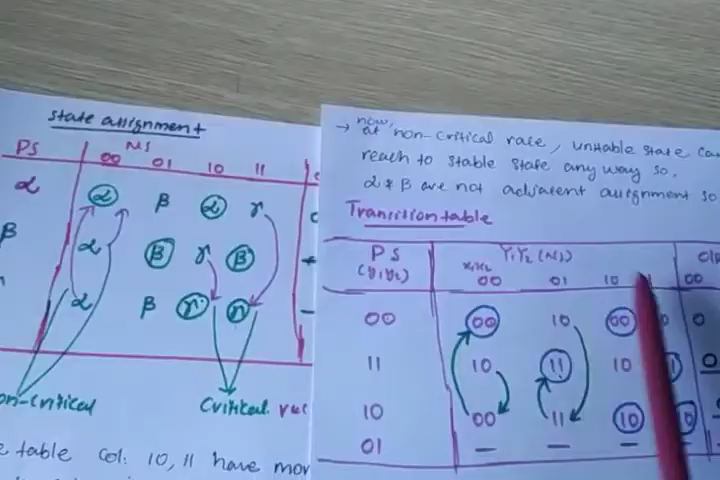 state assignment
PS NS
00 01 10 11
α α β α r
β α β r β
α β r r
non-critical critical
e table col: 10, 11 have mor
→ now, at non-critical race, unstable state can
reach to stable state any way so.
α & β are not adjacent assignment so
Transition table
PS Y₁Y₂ (NS) O/P
(y₁y₂) x₁x₂ 00 01 10 00
00 00 10 00 0
11 10 11 10
10 00 11 10 10
01 — — — —